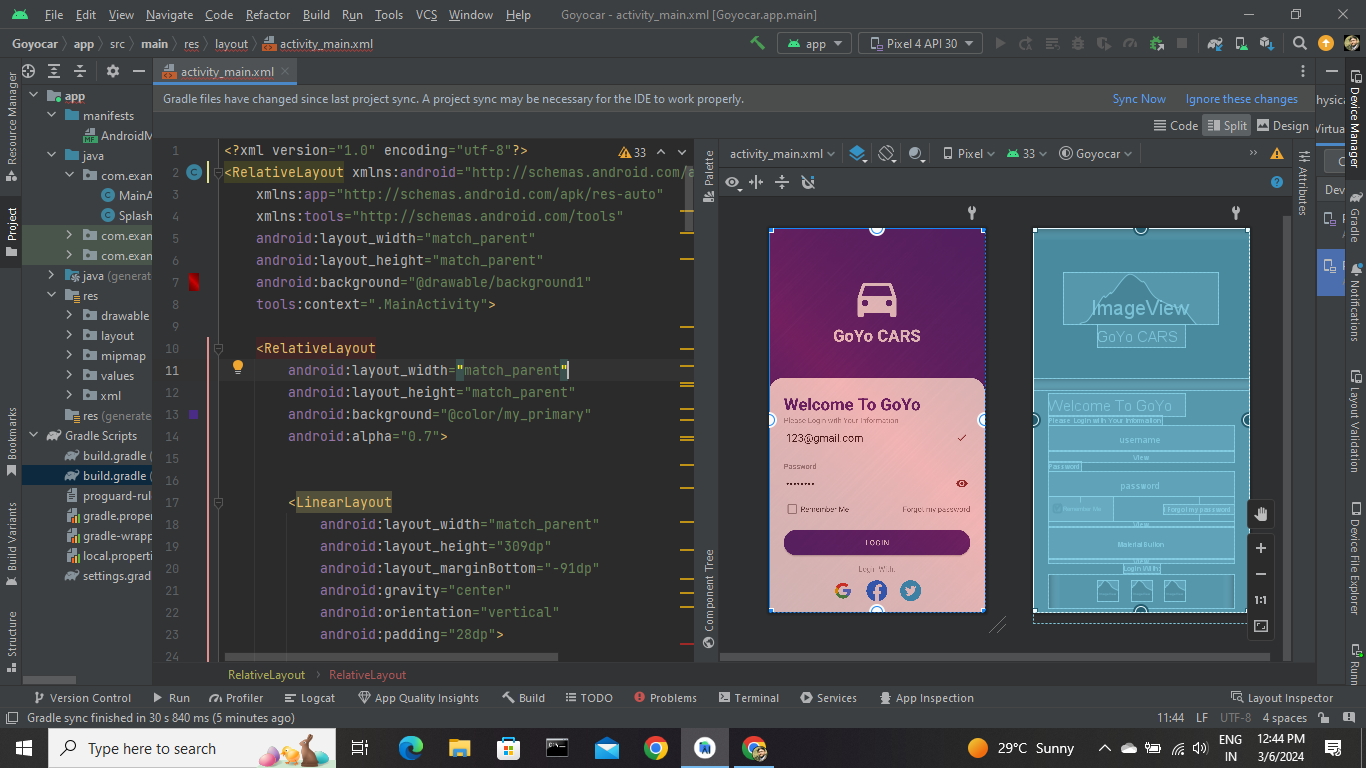 File Edit View Navigate Code Refactor Build Run Tools VCS Window Help Goyocar - activity_main.xml [Goyocar.app.main]
Goyocar app src main res layout activity_main.xml app Pixel 4 API 30
activity_main.xml
Gradle files have changed since last project sync. A project sync may be necessary for the IDE to work properly. Sync Now Ignore these changes
Code Split Design
Resource Manager
Project
Bookmarks
Build Variants
Structure
app
manifests
AndroidM
java
com.exan
MainA
Splash
com.exan
com.exan
java (generate
res
drawable
layout
mipmap
values
xml
res (generate
Gradle Scripts
build.gradle (
build.gradle (
proguard-rule
gradle.proper
gradle-wrapp
local.properti
settings.grad
33
1 <?xml version="1.0" encoding="utf-8"?>
2 <RelativeLayout xmlns:android="http://schemas.android.com/a
3 xmlns:app="http://schemas.android.com/apk/res-auto"
4 xmlns:tools="http://schemas.android.com/tools"
5 android:layout_width="match_parent"
6 android:layout_height="match_parent"
7 android:background="@drawable/background1"
8 tools:context=".MainActivity">
9
10 <RelativeLayout
11 android:layout_width="match_parent"
12 android:layout_height="match_parent"
13 android:background="@color/my_primary"
14 android:alpha="0.7">
15
16
17 <LinearLayout
18 android:layout_width="match_parent"
19 android:layout_height="309dp"
20 android:layout_marginBottom="-91dp"
21 android:gravity="center"
22 android:orientation="vertical"
23 android:padding="28dp">
24
RelativeLayout RelativeLayout
Palette
Component Tree
activity_main.xml Pixel 33 Goyocar
GoYo CARS
Welcome To GoYo
Please Login with Your Information
123@gmail.com
Password
Remember Me Forgot my password
LOGIN
Login With:
ImageView
GoYo CARS
Welcome To GoYo
Please Login with Your Information
username
View
Password
password
Remember Me Forgot my password
View
Material Button
View
Login With:
1:1
Attributes
hysica
Virtua
Dev
Device Manager
Gradle
Notifications
Layout Validation
Device File Explorer
Runn
Version Control Run Profiler Logcat App Quality Insights Build TODO Problems Terminal Services App Inspection Layout Inspector
Gradle sync finished in 30 s 840 ms (5 minutes ago) 11:44 LF UTF-8 4 spaces
Type here to search 29°C Sunny ENG IN 12:44 PM 3/6/2024